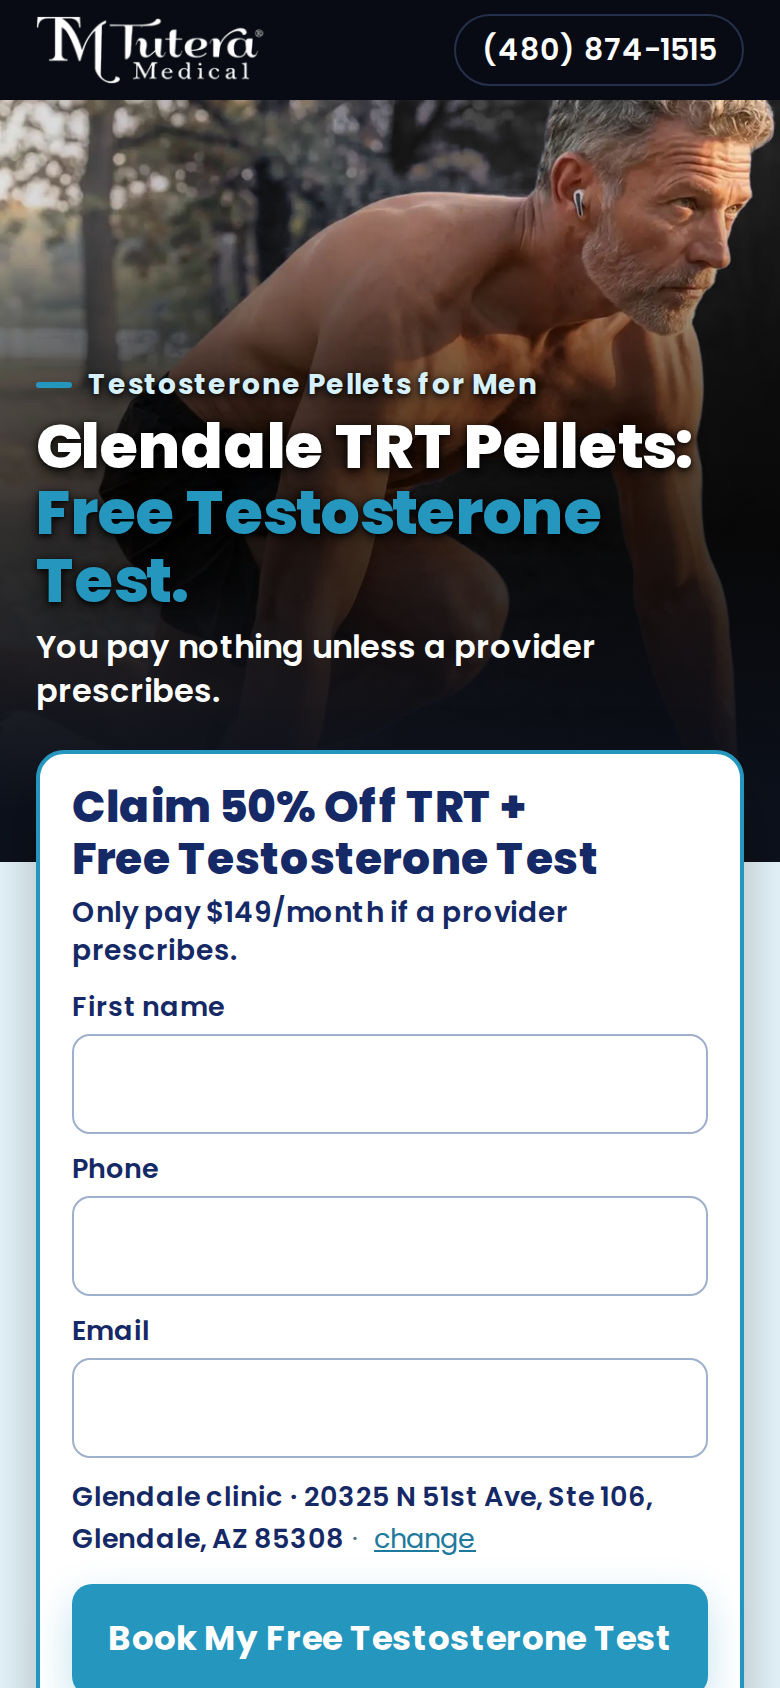 TM Tutera®
Medical
(480) 874-1515
Testosterone Pellets for Men
Glendale TRT Pellets:
Free Testosterone
Test.
You pay nothing unless a provider
prescribes.
Claim 50% Off TRT +
Free Testosterone Test
Only pay $149/month if a provider
prescribes.
First name
Phone
Email
Glendale clinic · 20325 N 51st Ave, Ste 106,
Glendale, AZ 85308 · change
Book My Free Testosterone Test